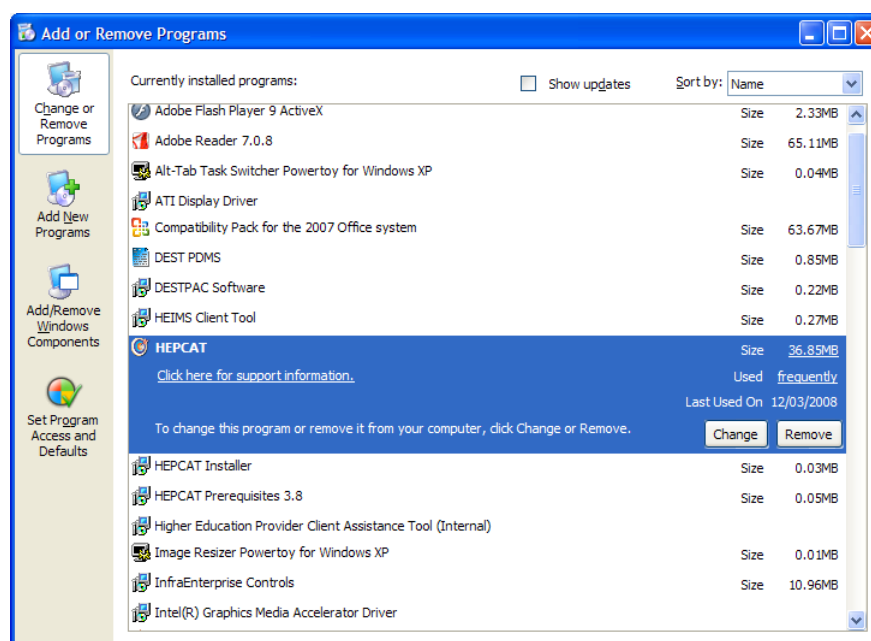 Add or Remove Programs
Change or
Remove
Programs
Add New
Programs
Add/Remove
Windows
Components
Set Program
Access and
Defaults
Currently installed programs:
Show updates
Sort by: Name
Adobe Flash Player 9 ActiveX Size 2.33MB
Adobe Reader 7.0.8 Size 65.11MB
Alt-Tab Task Switcher Powertoy for Windows XP Size 0.04MB
ATI Display Driver
Compatibility Pack for the 2007 Office system Size 63.67MB
DEST PDMS Size 0.85MB
DESTPAC Software Size 0.22MB
HEIMS Client Tool Size 0.27MB
HEPCAT Size 36.85MB
Click here for support information. Used frequently
Last Used On 12/03/2008
To change this program or remove it from your computer, click Change or Remove. Change Remove
HEPCAT Installer Size 0.03MB
HEPCAT Prerequisites 3.8 Size 0.05MB
Higher Education Provider Client Assistance Tool (Internal)
Image Resizer Powertoy for Windows XP Size 0.01MB
InfraEnterprise Controls Size 10.96MB
Intel(R) Graphics Media Accelerator Driver